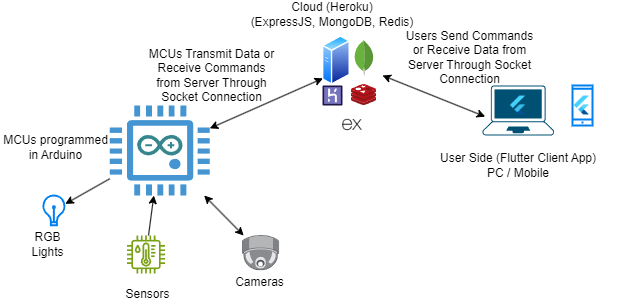 Cloud (Heroku)
(ExpressJS, MongoDB, Redis)
MCUs Transmit Data or
Receive Commands
from Server Through
Socket Connection
Users Send Commands
or Receive Data from
Server Through Socket
Connection
ex
MCUs programmed
in Arduino
User Side (Flutter Client App)
PC / Mobile
RGB
Lights
Sensors
Cameras